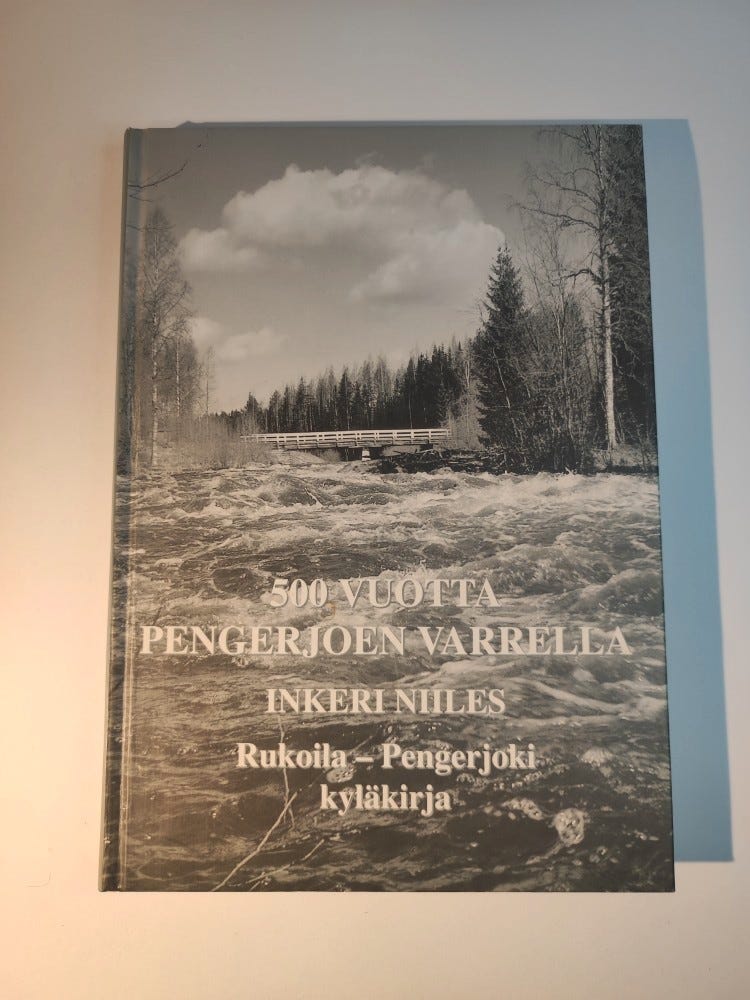 500 VUOTTA
PENGERJOEN VARRELLA
INKERI NIILES
Rukoila – Pengerjoki
kyläkirja